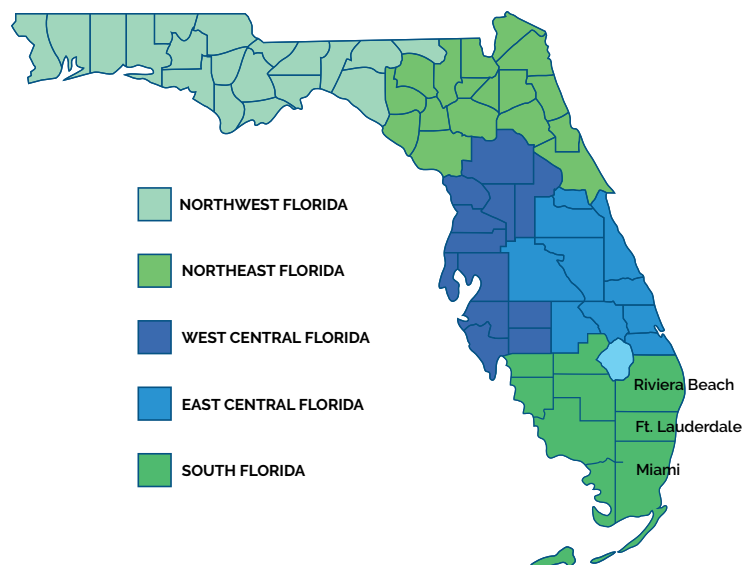 NORTHWEST FLORIDA
NORTHEAST FLORIDA
WEST CENTRAL FLORIDA
EAST CENTRAL FLORIDA
SOUTH FLORIDA
Riviera Beach
Ft. Lauderdale
Miami